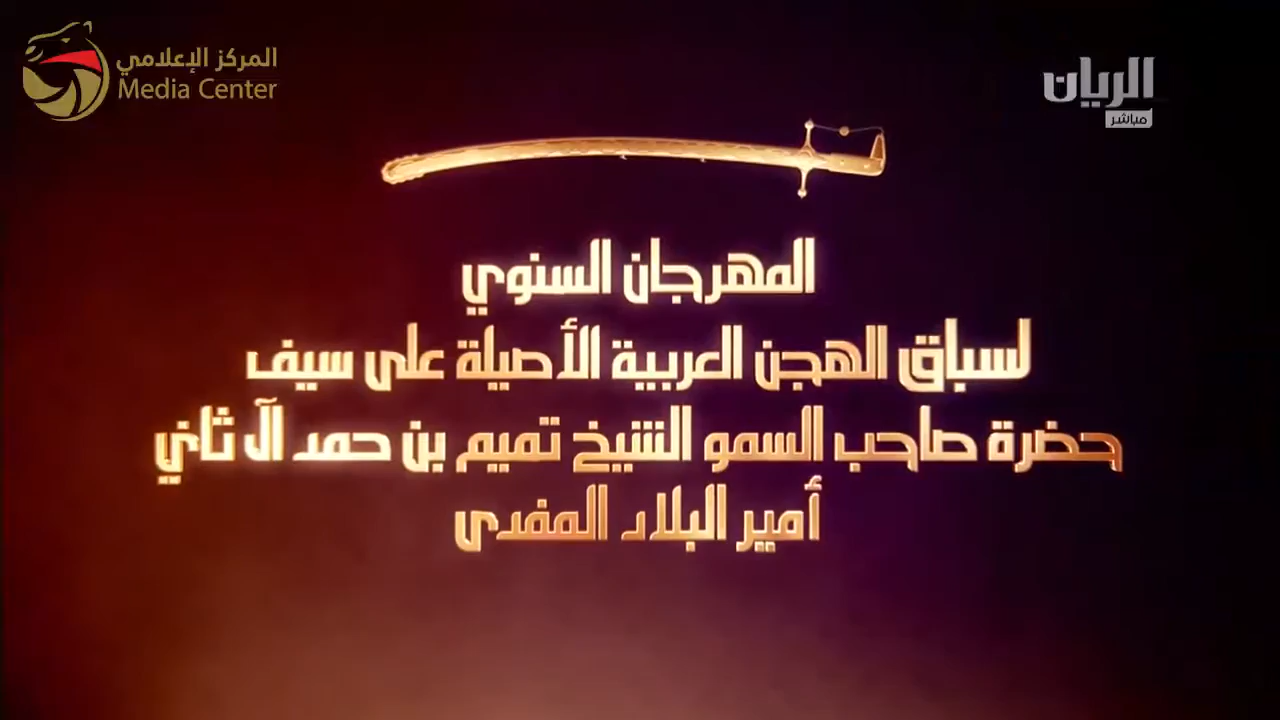 المركز الإعلامي
Media Center
الريان
مباشر
المهرجان السنوي
لسباق الهجن العربية الأصيلة على سيف
حضرة صاحب السمو الشيخ تميم بن حمد آل ثاني
أمير البلاد المفدى